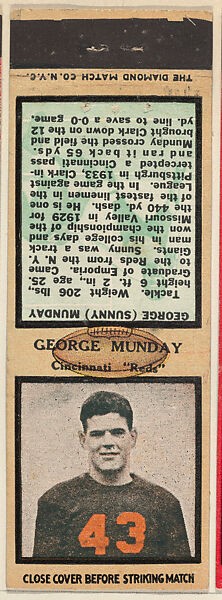 THE DIAMOND MATCH CO. N.Y.C.
GEORGE (SUNNY) MUNDAY
Tackle. Weight 206 lbs.,
height 6 ft. 2 in., age 25.
Graduate of Emporia. Came
to the Reds from the N. Y.
Giants. Sunny was a track
man in his college days and
won the championship of the
Missouri Valley in 1929 for
the 440 yd. dash. He is one
of the fastest linemen in the
League. In the game against
Pittsburgh in 1933, Clark in-
tercepted a Cincinnati pass
and ran it back 65 yds.
Munday crossed the field and
brought Clark down on the 12
yd. line to save a 0-0 game.
GEORGE MUNDAY
Cincinnati "Reds"
43
CLOSE COVER BEFORE STRIKING MATCH